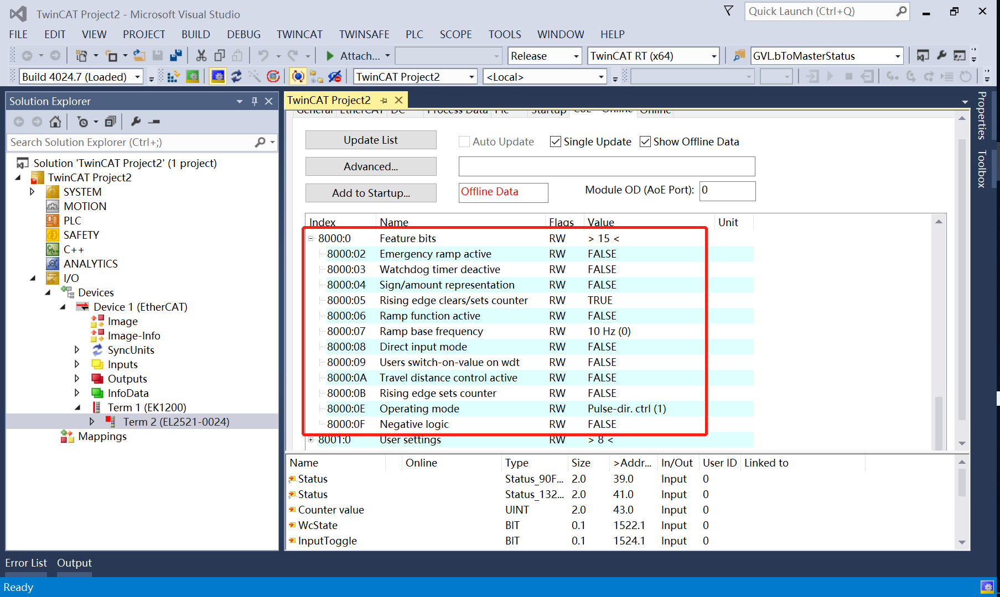 TwinCAT Project2 - Microsoft Visual Studio
Quick Launch (Ctrl+Q)
FILE EDIT VIEW PROJECT BUILD DEBUG TWINCAT TWINSAFE PLC SCOPE TOOLS WINDOW HELP
Attach... Release TwinCAT RT (x64) GVL.bToMasterStatus
Build 4024.7 (Loaded) TwinCAT Project2 <Local>
Solution Explorer
Search Solution Explorer (Ctrl+;)
Solution 'TwinCAT Project2' (1 project)
TwinCAT Project2
SYSTEM
MOTION
PLC
SAFETY
C++
ANALYTICS
I/O
Devices
Device 1 (EtherCAT)
Image
Image-Info
SyncUnits
Inputs
Outputs
InfoData
Term 1 (EK1200)
Term 2 (EL2521-0024)
Mappings
TwinCAT Project2
General EtherCAT DC Process Data Plc Startup CoE - Online Online
Update List Auto Update Single Update Show Offline Data
Advanced...
Add to Startup... Offline Data Module OD (AoE Port): 0
Index Name Flags Value Unit
8000:0 Feature bits RW > 15 <
8000:02 Emergency ramp active RW FALSE
8000:03 Watchdog timer deactive RW FALSE
8000:04 Sign/amount representation RW FALSE
8000:05 Rising edge clears/sets counter RW TRUE
8000:06 Ramp function active RW FALSE
8000:07 Ramp base frequency RW 10 Hz (0)
8000:08 Direct input mode RW FALSE
8000:09 Users switch-on-value on wdt RW FALSE
8000:0A Travel distance control active RW FALSE
8000:0B Rising edge sets counter RW FALSE
8000:0E Operating mode RW Pulse-dir. ctrl (1)
8000:0F Negative logic RW FALSE
8001:0 User settings RW > 8 <
Name Online Type Size >Addr... In/Out User ID Linked to
Status Status_90F... 2.0 39.0 Input 0
Status Status_132... 2.0 41.0 Input 0
Counter value UINT 2.0 43.0 Input 0
WcState BIT 0.1 1522.1 Input 0
InputToggle BIT 0.1 1524.1 Input 0
Properties
Toolbox
Error List Output
Ready